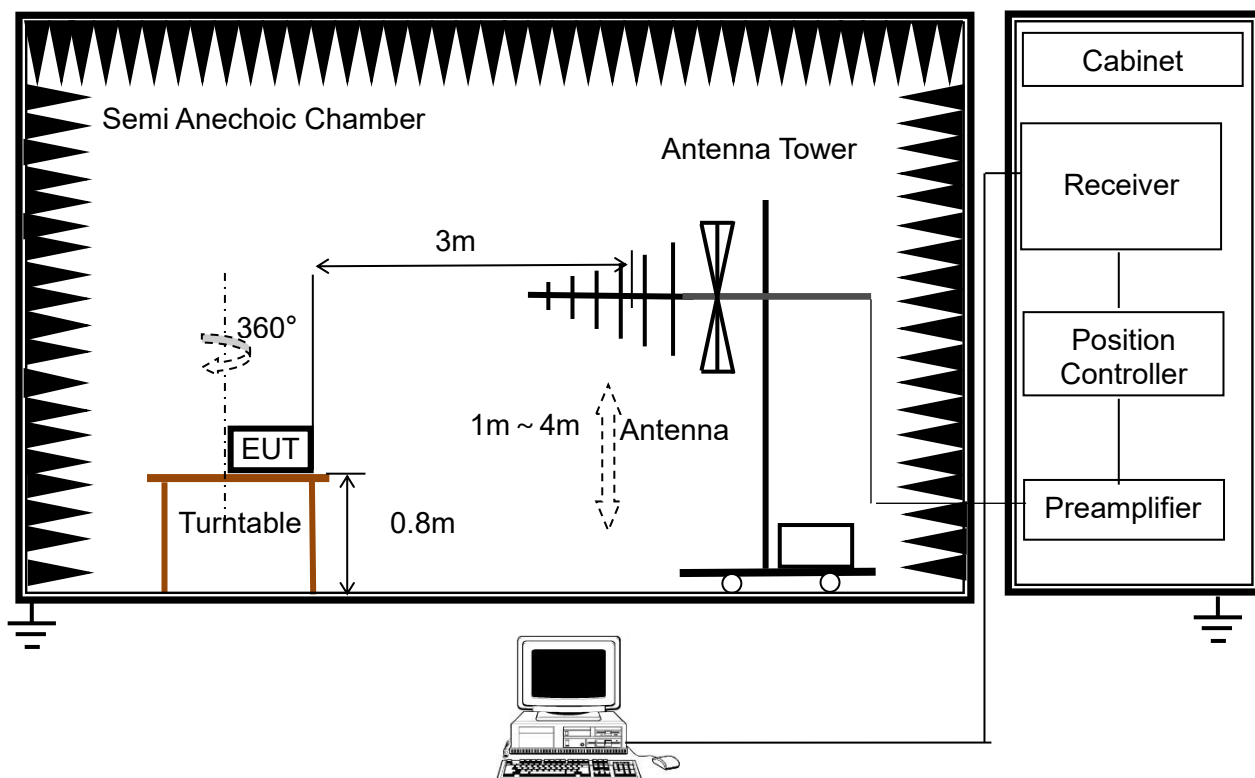 Cabinet
Semi Anechoic Chamber
Antenna Tower
Receiver
3m
360°
Position
Controller
1m ~ 4m
Antenna
EUT
Turntable
0.8m
Preamplifier